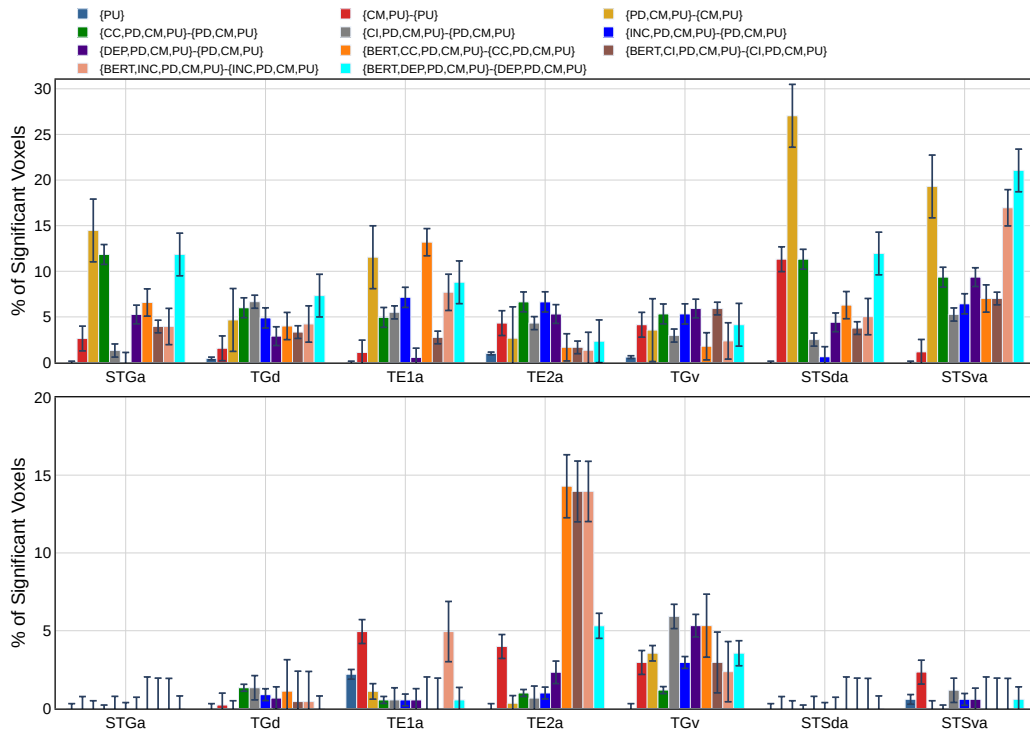 {PU} {CM,PU}-{PU} {PD,CM,PU}-{CM,PU}
{CC,PD,CM,PU}-{PD,CM,PU} {CI,PD,CM,PU}-{PD,CM,PU} {INC,PD,CM,PU}-{PD,CM,PU}
{DEP,PD,CM,PU}-{PD,CM,PU} {BERT,CC,PD,CM,PU}-{CC,PD,CM,PU} {BERT,CI,PD,CM,PU}-{CI,PD,CM,PU}
{BERT,INC,PD,CM,PU}-{INC,PD,CM,PU} {BERT,DEP,PD,CM,PU}-{DEP,PD,CM,PU}
% of Significant Voxels
30
25
20
15
10
5
0
STGa TGd TE1a TE2a TGv STSda STSva
% of Significant Voxels
20
15
10
5
0
STGa TGd TE1a TE2a TGv STSda STSva